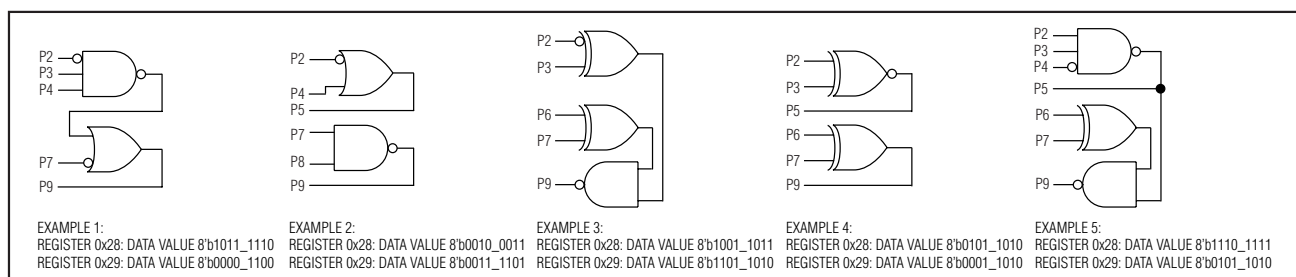 P2
P3
P4
P7
P9
EXAMPLE 1:
REGISTER 0x28: DATA VALUE 8'b1011_1110
REGISTER 0x29: DATA VALUE 8'b0000_1100
P2
P4
P5
P7
P8
P9
EXAMPLE 2:
REGISTER 0x28: DATA VALUE 8'b0010_0011
REGISTER 0x29: DATA VALUE 8'b0011_1101
P2
P3
P6
P7
P9
EXAMPLE 3:
REGISTER 0x28: DATA VALUE 8'b1001_1011
REGISTER 0x29: DATA VALUE 8'b1101_1010
P2
P3
P5
P6
P7
P9
EXAMPLE 4:
REGISTER 0x28: DATA VALUE 8'b0101_1010
REGISTER 0x29: DATA VALUE 8'b0001_1010
P2
P3
P4
P5
P6
P7
P9
EXAMPLE 5:
REGISTER 0x28: DATA VALUE 8'b1110_1111
REGISTER 0x29: DATA VALUE 8'b0101_1010